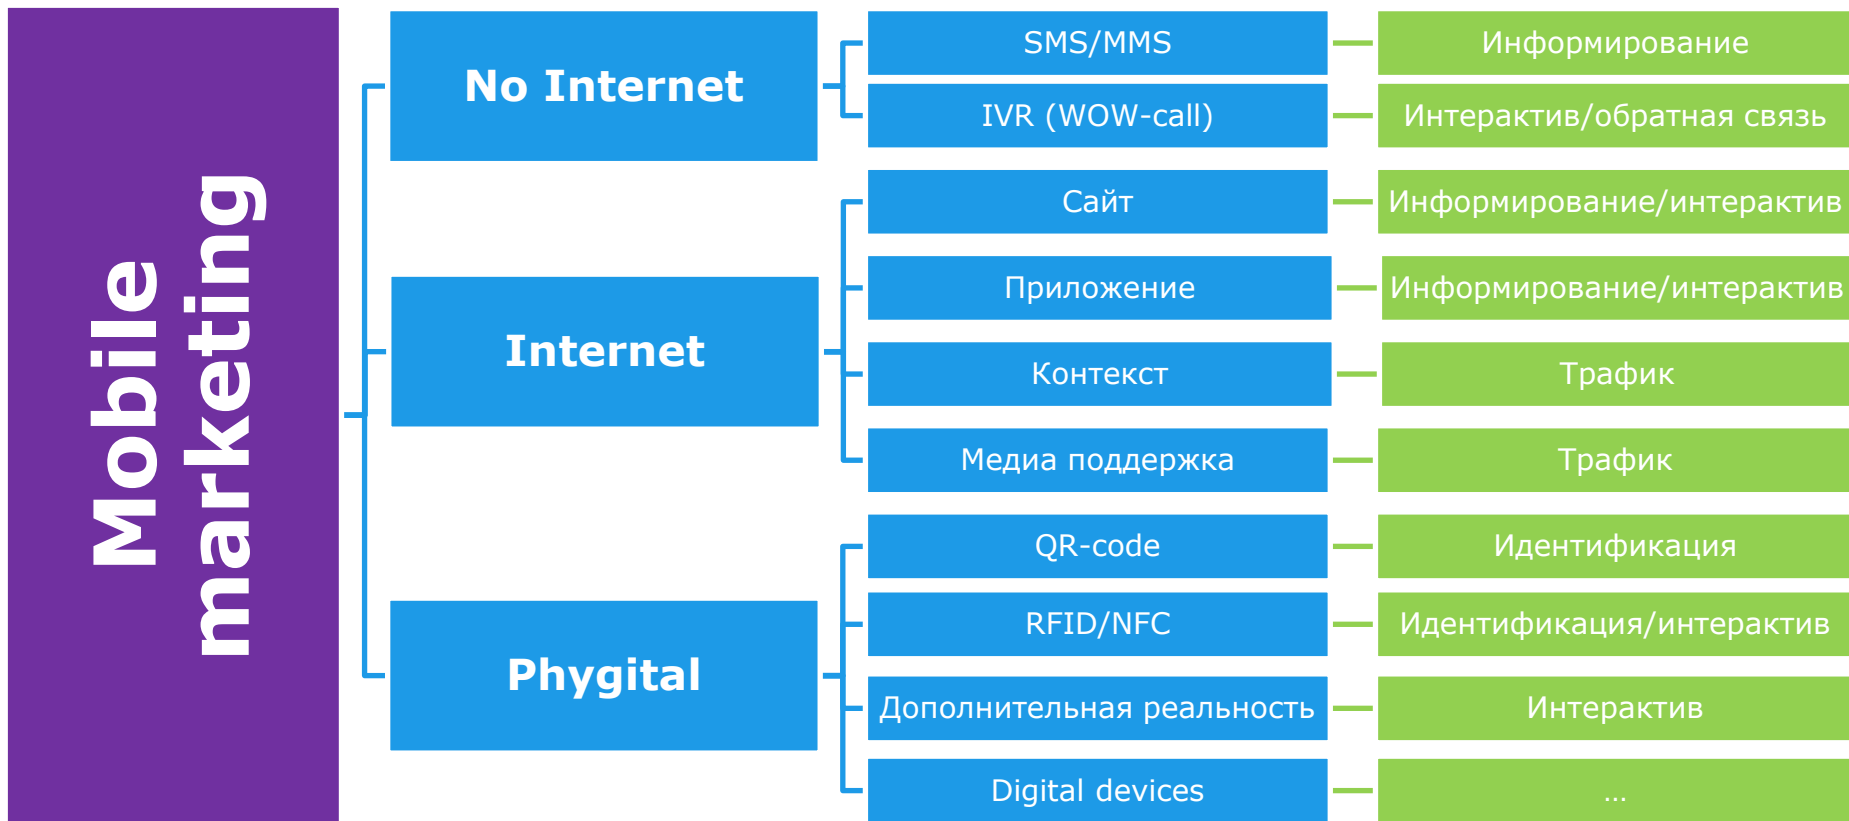 Mobile
marketing
No Internet
SMS/MMS
Информирование
IVR (WOW-call)
Интерактив/обратная связь
Internet
Сайт
Информирование/интерактив
Приложение
Информирование/интерактив
Контекст
Трафик
Медиа поддержка
Трафик
Phygital
QR-code
Идентификация
RFID/NFC
Идентификация/интерактив
Дополнительная реальность
Интерактив
Digital devices
...